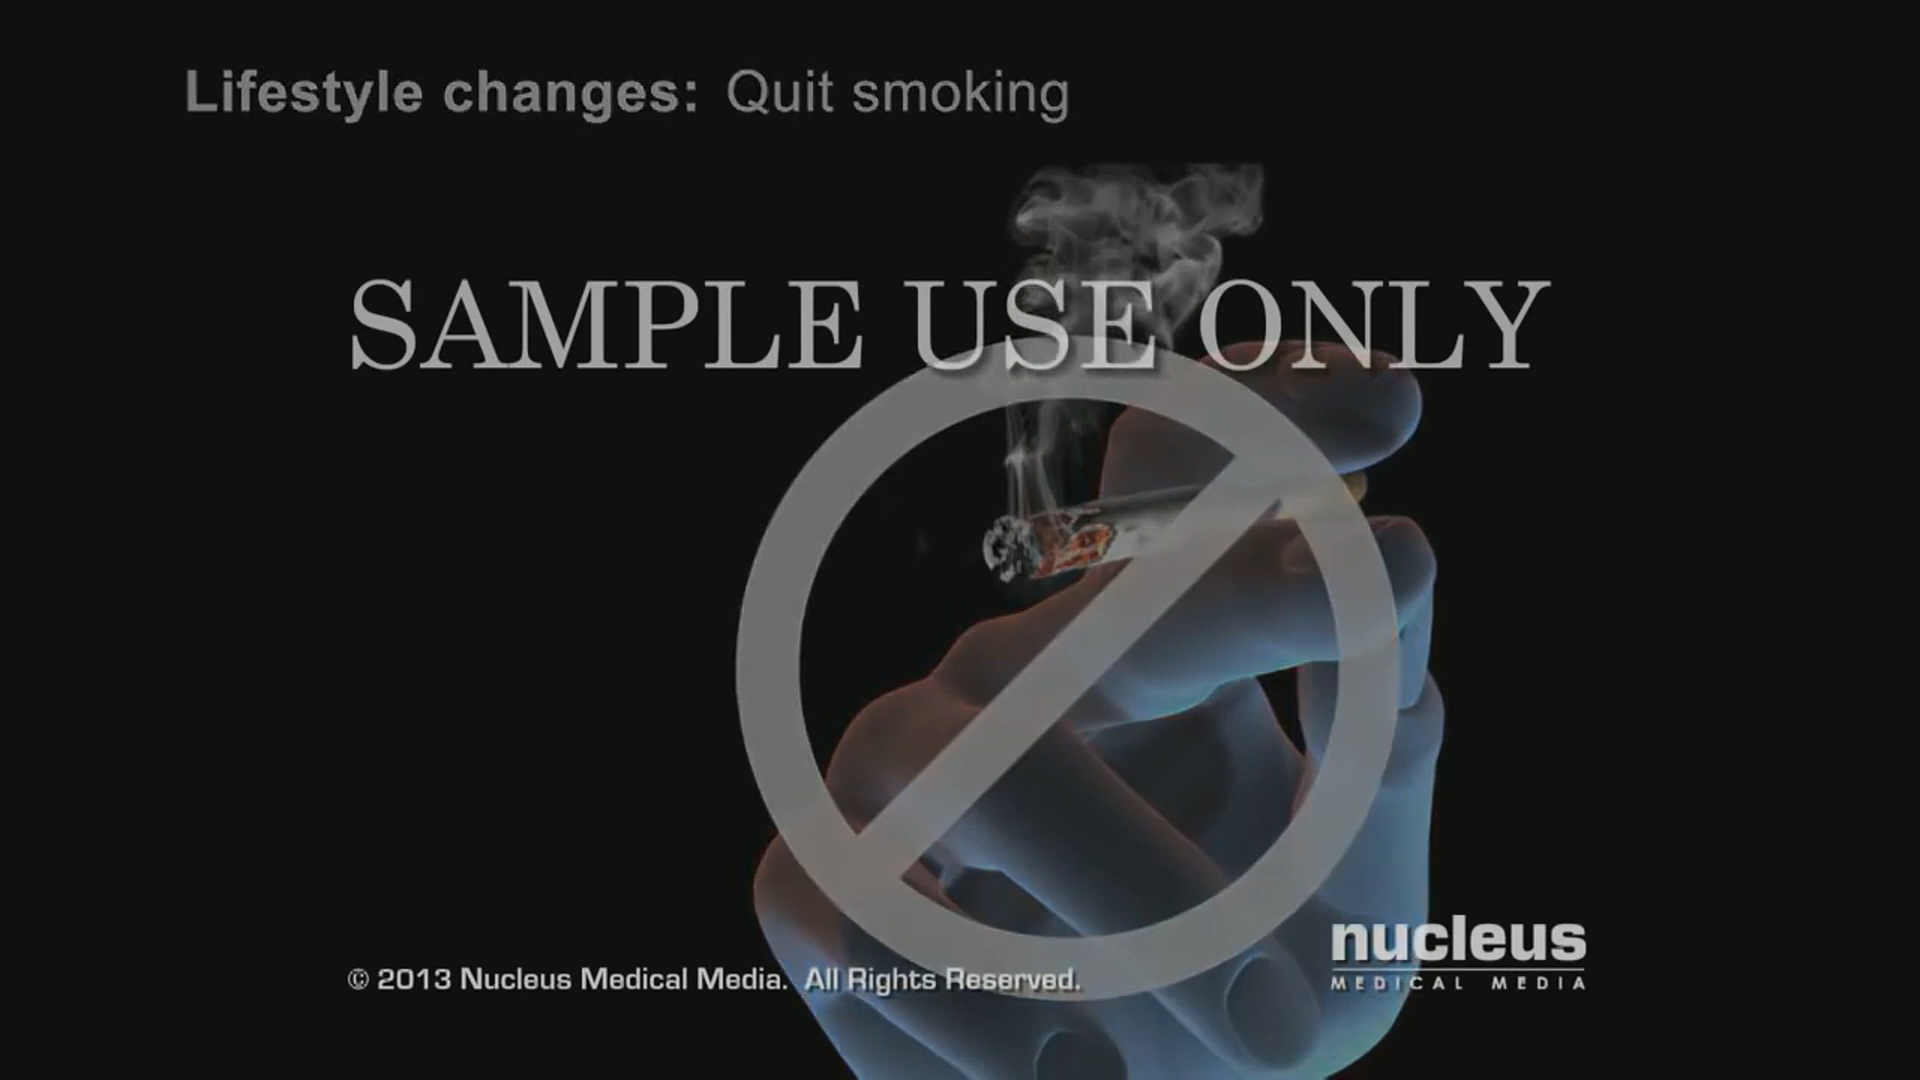 Lifestyle changes: Quit smoking
SAMPLE USE ONLY
© 2013 Nucleus Medical Media. All Rights Reserved.
nucleus
MEDICAL MEDIA